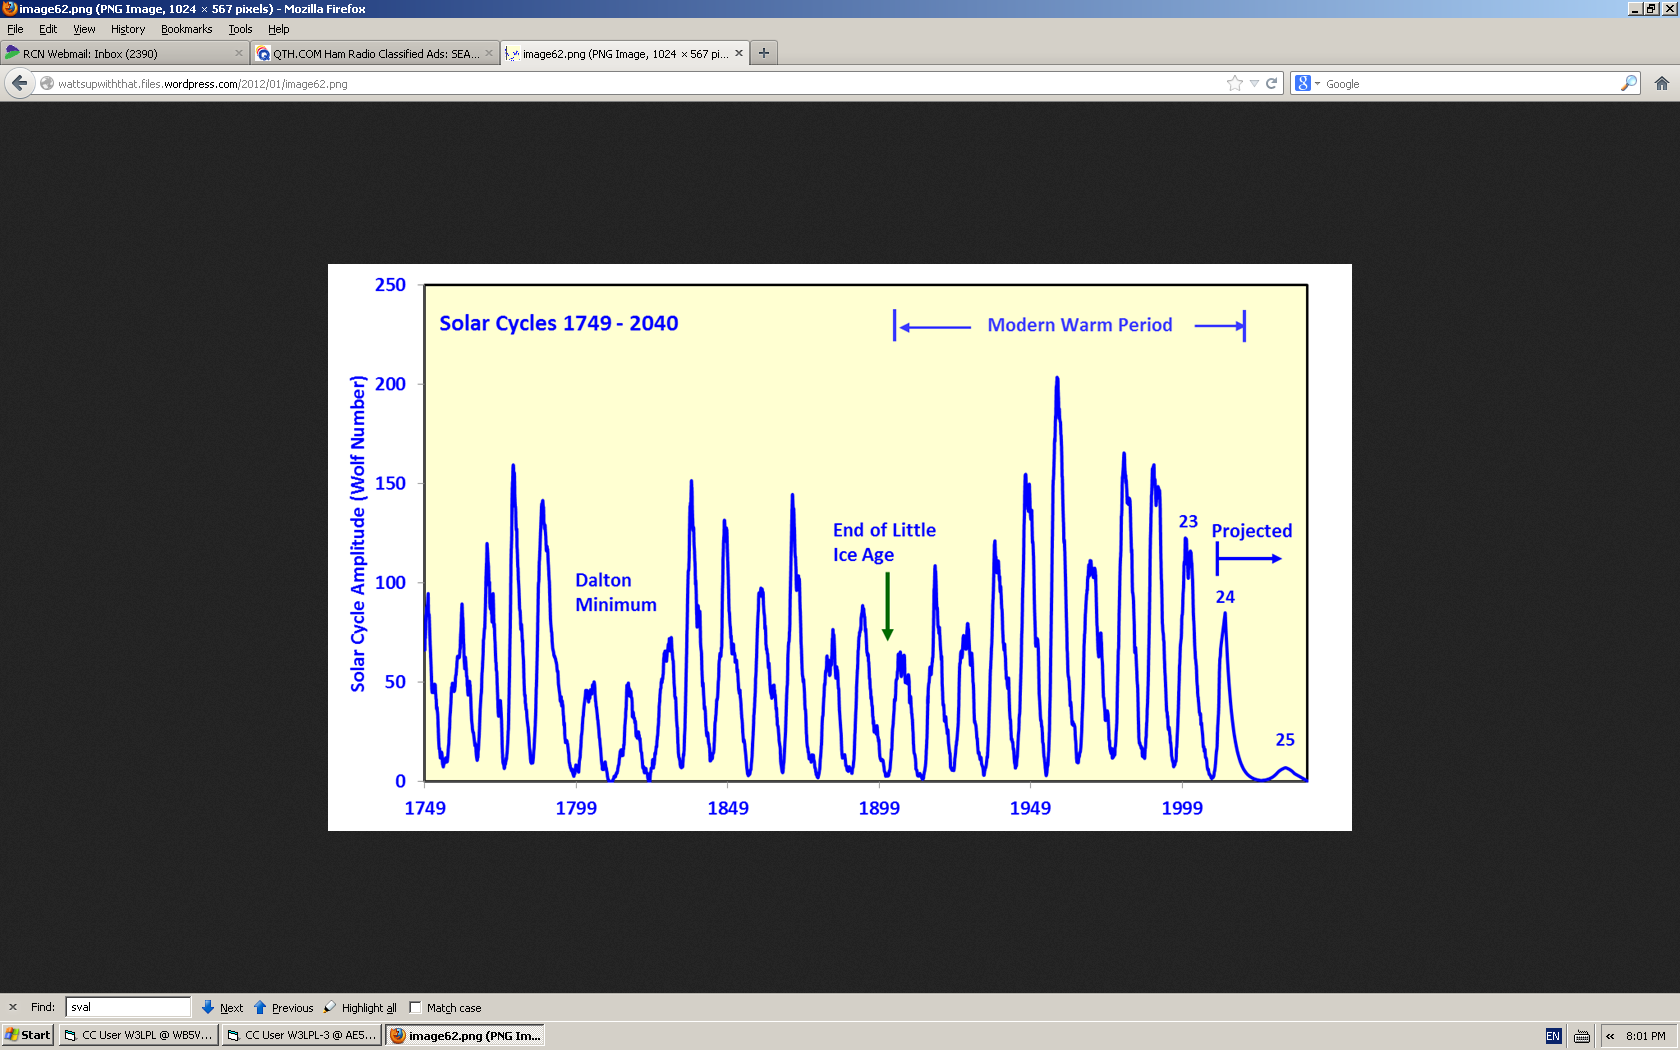 image62.png (PNG Image, 1024 × 567 pixels) - Mozilla Firefox
File Edit View History Bookmarks Tools Help
RCN Webmail: Inbox (2390)
QTH.COM Ham Radio Classified Ads: SEA...
image62.png (PNG Image, 1024 × 567 pi...
wattsupwiththat.files.wordpress.com/2012/01/image62.png
Google
250
Solar Cycles 1749 - 2040
Modern Warm Period
200
Solar Cycle Amplitude (Wolf Number)
150
23
Projected
End of Little
Ice Age
100
Dalton
Minimum
24
50
25
0
1749 1799 1849 1899 1949 1999
Find: sval Next Previous Highlight all Match case
Start
CC User W3LPL @ WB5V...
CC User W3LPL-3 @ AE5...
image62.png (PNG Im...
EN
8:01 PM